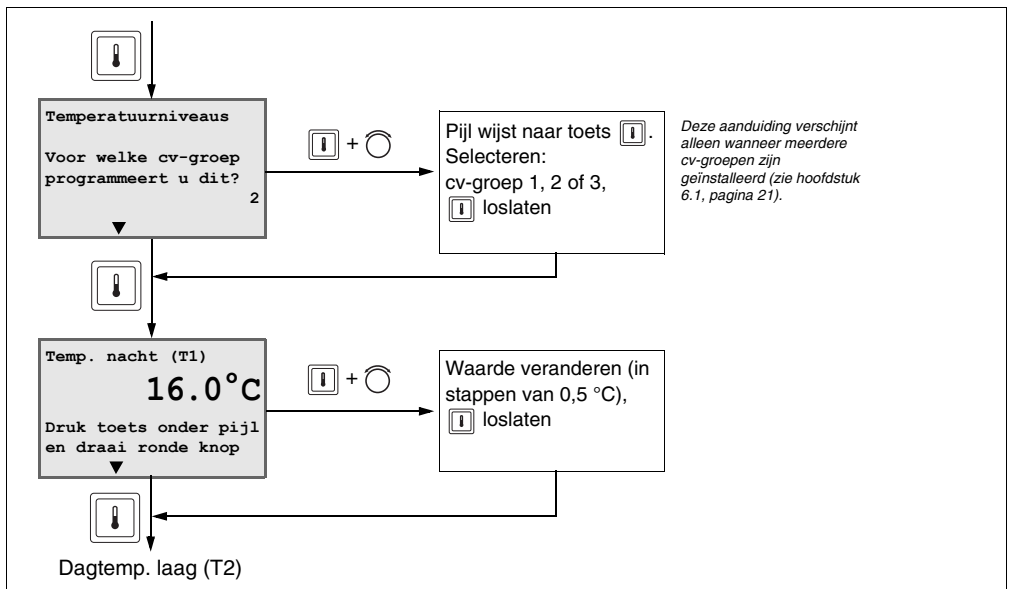 Temperatuurniveaus
Voor welke cv-groep
programmeert u dit?
2
+
Pijl wijst naar toets .
Selecteren:
cv-groep 1, 2 of 3,
loslaten
Deze aanduiding verschijnt
alleen wanneer meerdere
cv-groepen zijn
geïnstalleerd (zie hoofdstuk
6.1, pagina 21).
Temp. nacht (T1)
16.0°C
Druk toets onder pijl
en draai ronde knop
+
Waarde veranderen (in
stappen van 0,5 °C),
loslaten
Dagtemp. laag (T2)